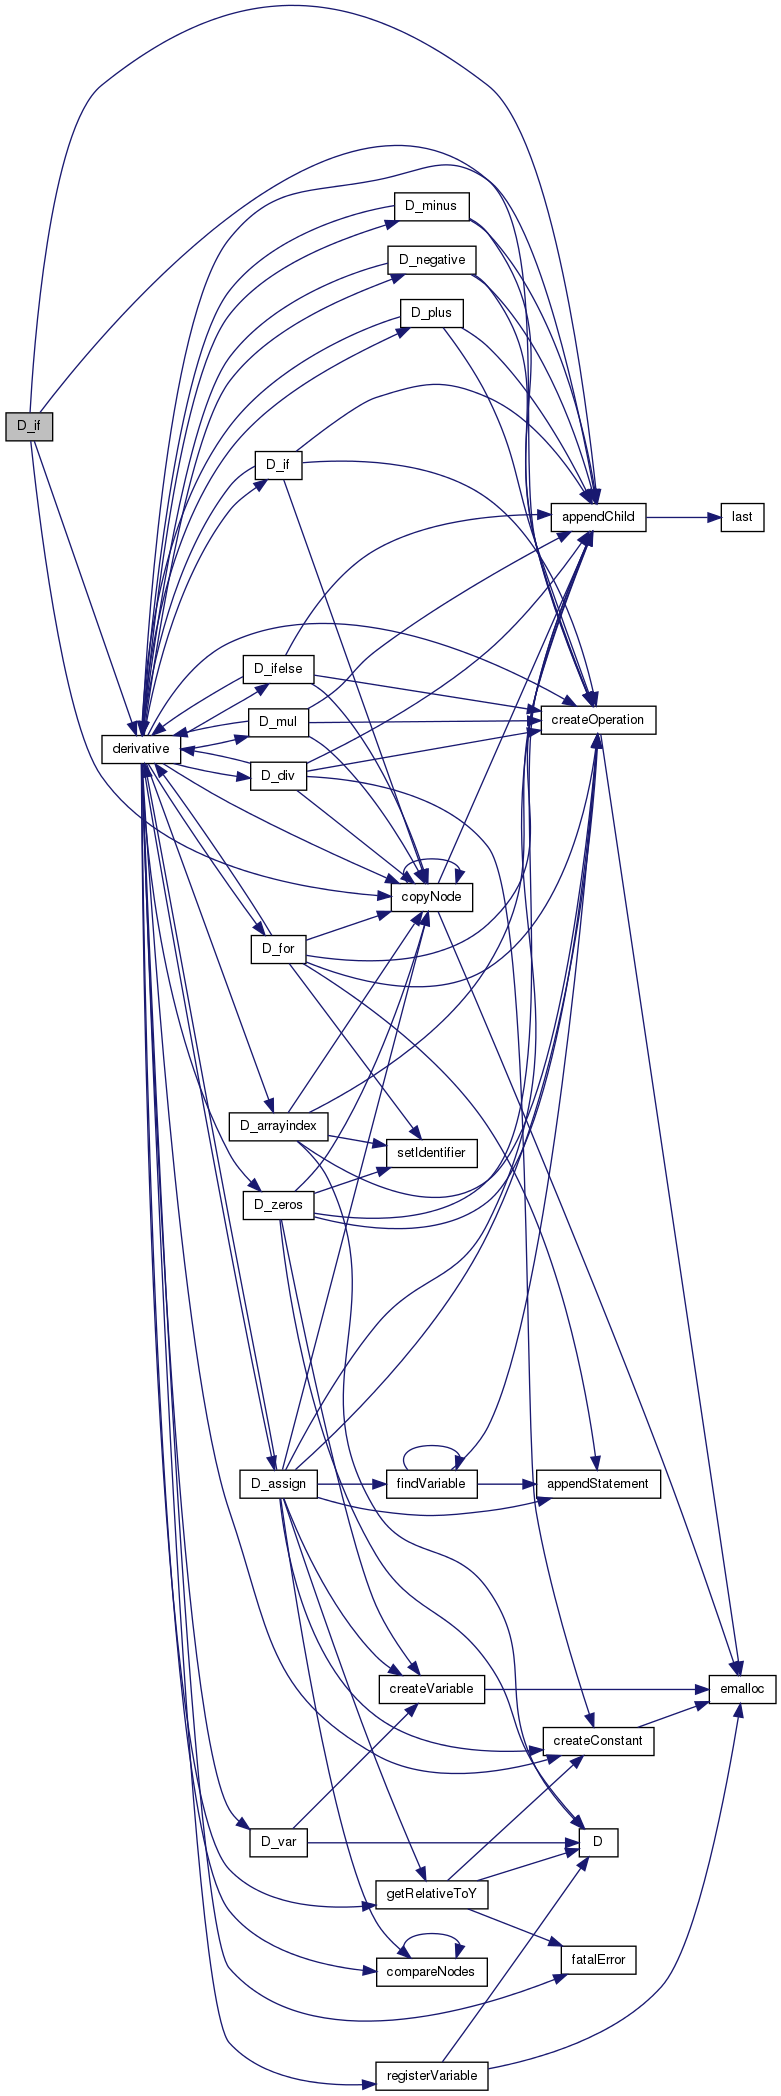 D_minus
D_negative
D_plus
D_if
D_if
appendChild
last
D_ifelse
D_mul
createOperation
derivative
D_div
copyNode
D_for
D_arrayindex
setIdentifier
D_zeros
D_assign
findVariable
appendStatement
createVariable
emalloc
createConstant
D_var
D
getRelativeToY
fatalError
compareNodes
registerVariable